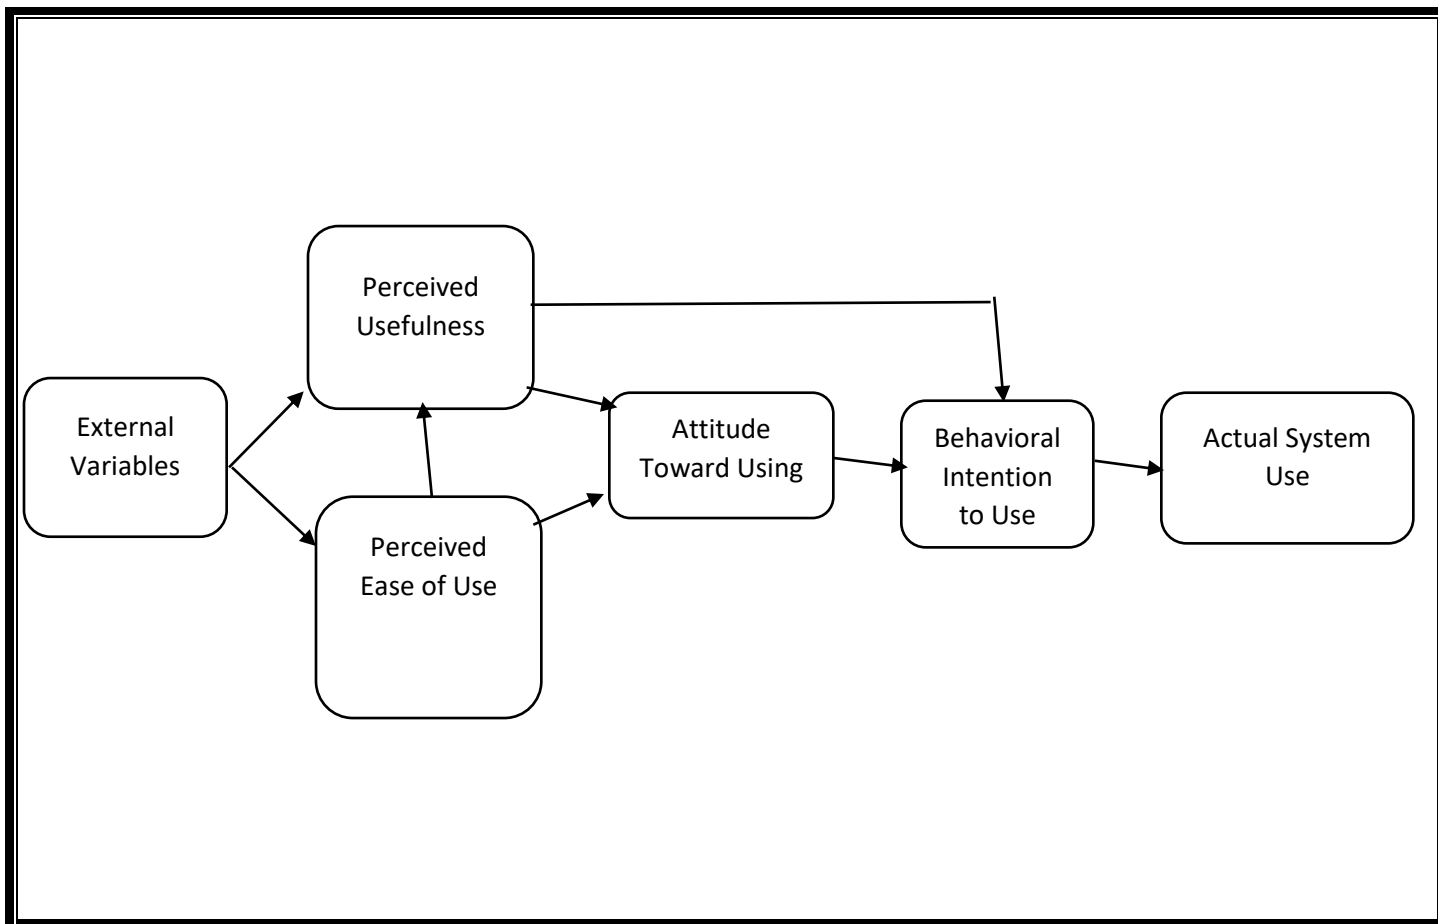 Perceived
Usefulness
External
Variables
Attitude
Toward Using
Behavioral
Intention
to Use
Actual System
Use
Perceived
Ease of Use